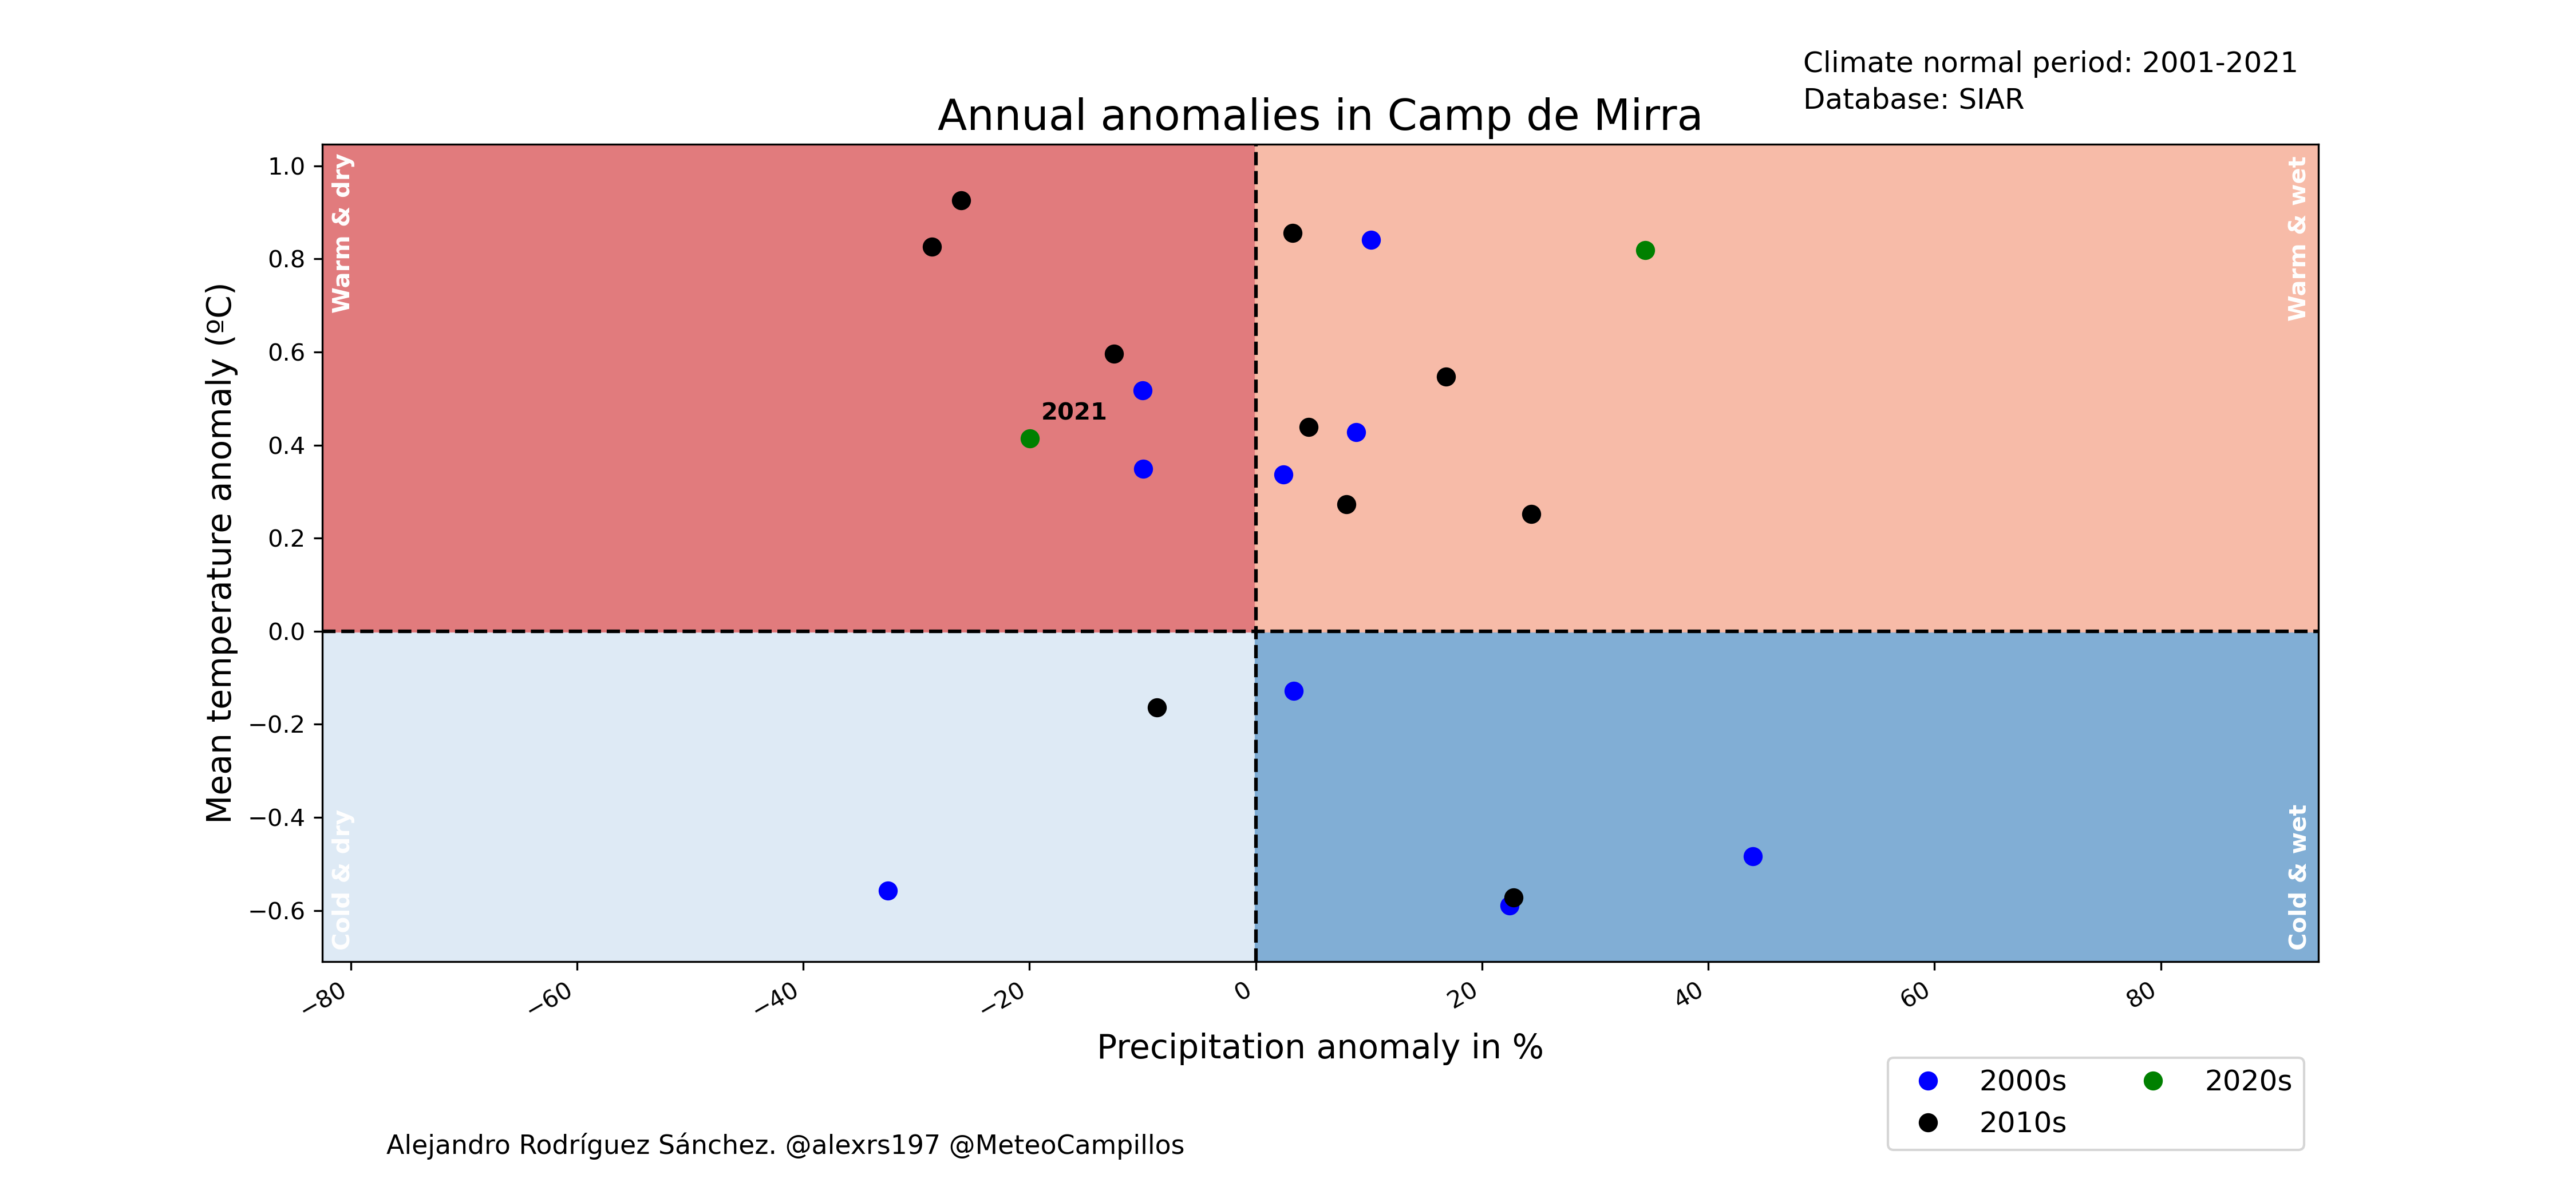 Climate normal period: 2001-2021
Database: SIAR
Annual anomalies in Camp de Mirra
Warm & dry
Warm & wet
Cold & dry
Cold & wet
2021
Mean temperature anomaly (ºC)
1.0
0.8
0.6
0.4
0.2
0.0
−0.2
−0.4
−0.6
−80
−60
−40
−20
0
20
40
60
80
Precipitation anomaly in %
2000s
2010s
2020s
Alejandro Rodríguez Sánchez. @alexrs197 @MeteoCampillos